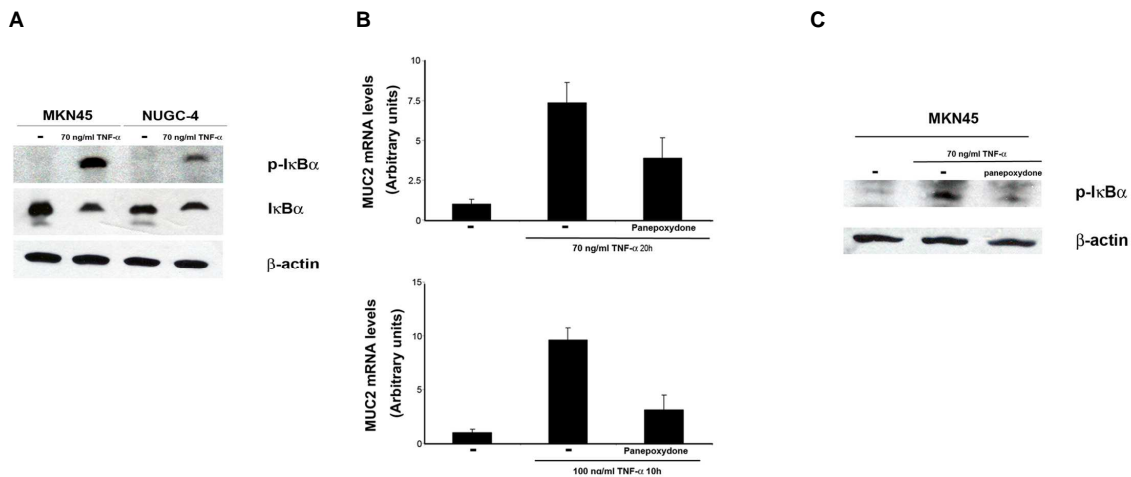 A
MKN45 NUGC-4
- 70 ng/ml TNF-α - 70 ng/ml TNF-α
p-IκBα
IκBα
β-actin
B
MUC2 mRNA levels
(Arbitrary units)
10
7.5
5
2.5
0
- - Panepoxydone
70 ng/ml TNF-α 20h
MUC2 mRNA levels
(Arbitrary units)
15
10
5
0
- - Panepoxydone
100 ng/ml TNF-α 10h
C
MKN45
70 ng/ml TNF-α
- - panepoxydone
p-IκBα
β-actin